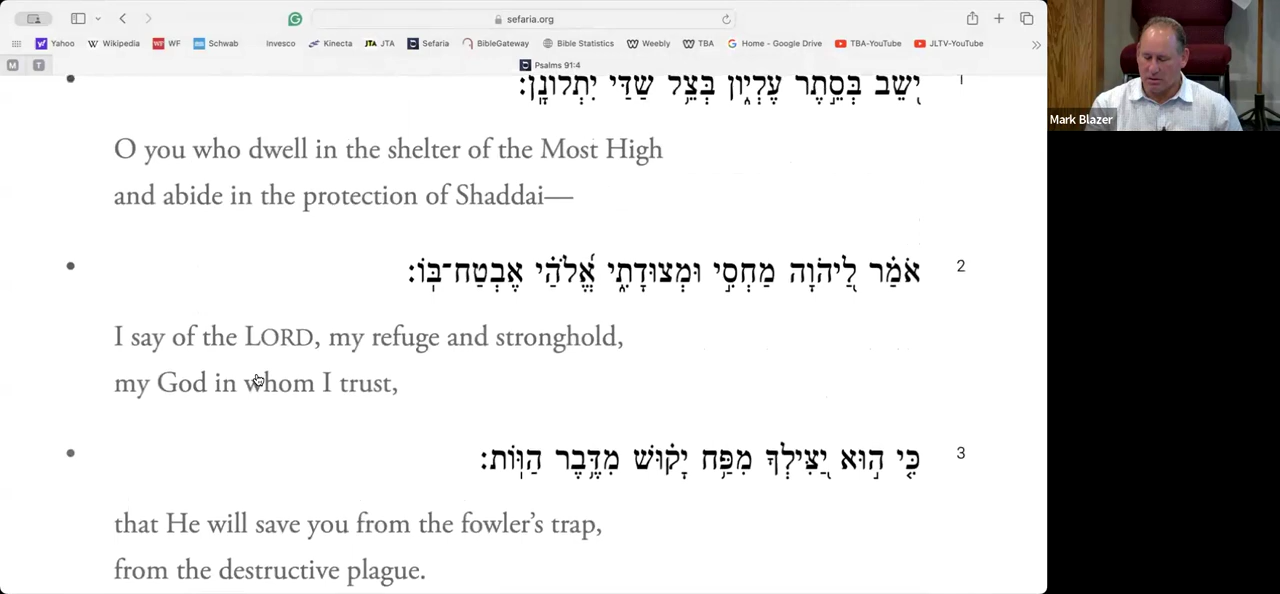 sefaria.org
Yahoo
W Wikipedia
WF WF
Schwab
Invesco
Kinecta
JTA JTA
Sefaria
BibleGateway
Bible Statistics
Weebly
TBA
Home - Google Drive
TBA-YouTube
JLTV-YouTube
M
T
Psalms 91:4
1
יֹ֭שֵׁב בְּסֵ֣תֶר עֶלְי֑וֹן בְּצֵ֥ל שַׁ֝דַּ֗י יִתְלוֹנָֽן׃
O you who dwell in the shelter of the Most High
and abide in the protection of Shaddai—
2
אֹמַ֗ר לַ֭יהֹוָה מַחְסִ֣י וּמְצוּדָתִ֑י אֱ֝לֹהַ֗י אֶבְטַח־בּֽוֹ׃
I say of the LORD, my refuge and stronghold,
my God in whom I trust,
3
כִּ֤י ה֣וּא יַ֭צִּילְךָ מִפַּ֥ח יָק֗וּשׁ מִדֶּ֥בֶר הַוּֽוֹת׃
that He will save you from the fowler’s trap,
from the destructive plague.
Mark Blazer